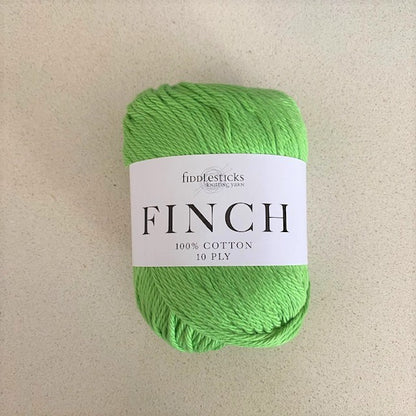 fiddlesticks
knitting yarn
FINCH
100% COTTON
10 PLY